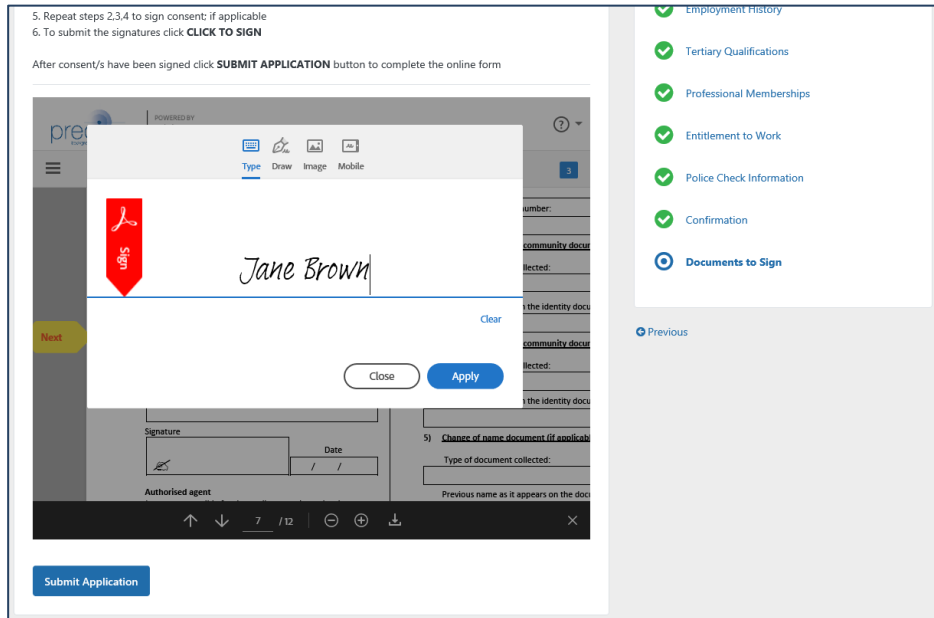 5. Repeat steps 2,3,4 to sign consent; if applicable
6. To submit the signatures click CLICK TO SIGN
After consent/s have been signed click SUBMIT APPLICATION button to complete the online form
POWERED BY
Type Draw Image Mobile
3
Sign
Jane Brown
Clear
Close Apply
Next
number:
community docu
llected:
n the identity docu
community docu
llected:
n the identity docu
Signature
Date
/ /
Authorised agent
5) Change of name document (if applicabl
Type of document collected:
Previous name as it appears on the docu
7 /12
Submit Application
Employment History
Tertiary Qualifications
Professional Memberships
Entitlement to Work
Police Check Information
Confirmation
Documents to Sign
Previous